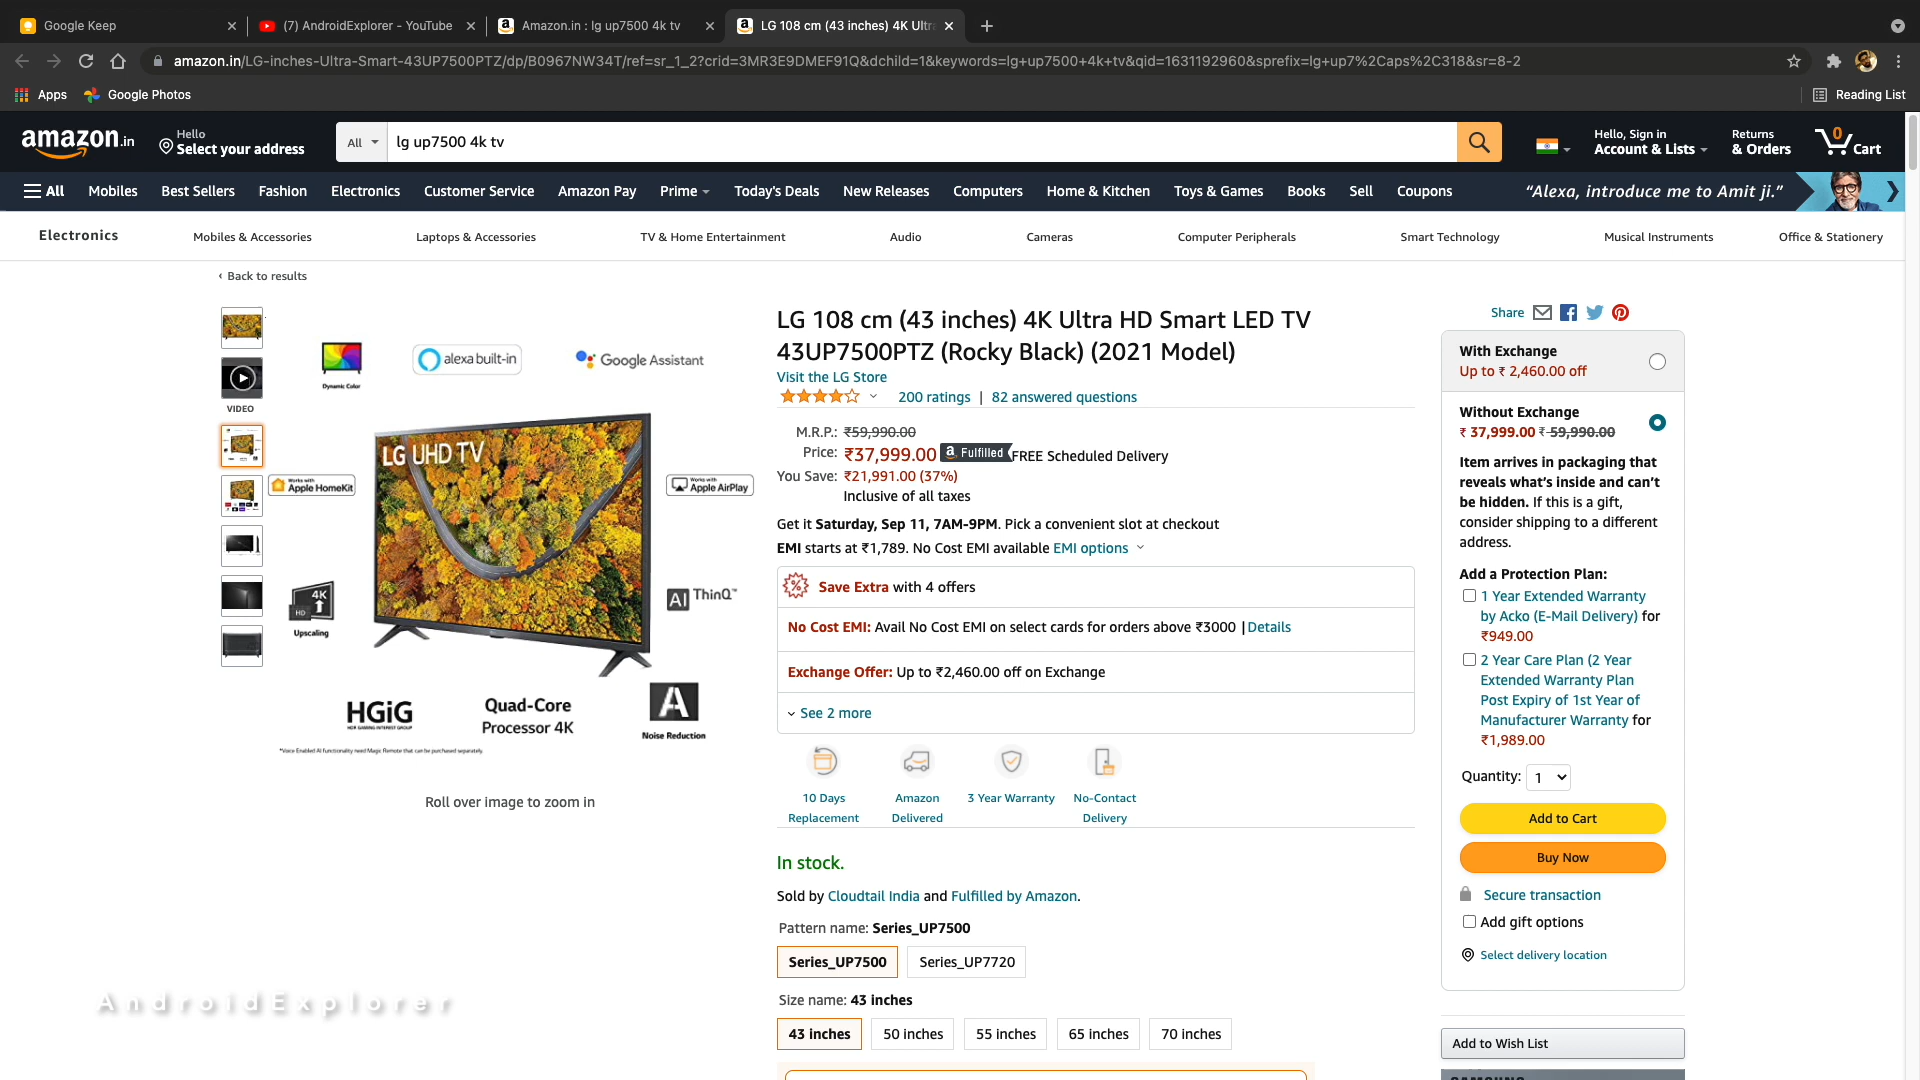 Google Keep
(7) AndroidExplorer - YouTube
Amazon.in : lg up7500 4k tv
LG 108 cm (43 inches) 4K Ultr
amazon.in/LG-inches-Ultra-Smart-43UP7500PTZ/dp/B0967NW34T/ref=sr_1_2?crid=3MR3E9DMEF91Q&dchild=1&keywords=lg+up7500+4k+tv&qid=1631192960&sprefix=lg+up7%2Caps%2C318&sr=8-2
Apps
Google Photos
Reading List
amazon.in
Hello
Select your address
All
lg up7500 4k tv
Hello, Sign in
Account & Lists
Returns
& Orders
0
Cart
All
Mobiles
Best Sellers
Fashion
Electronics
Customer Service
Amazon Pay
Prime
Today's Deals
New Releases
Computers
Home & Kitchen
Toys & Games
Books
Sell
Coupons
"Alexa, introduce me to Amit ji."
Electronics
Mobiles & Accessories
Laptops & Accessories
TV & Home Entertainment
Audio
Cameras
Computer Peripherals
Smart Technology
Musical Instruments
Office & Stationery
‹ Back to results
VIDEO
Dynamic Color
alexa built-in
Google Assistant
LG UHD TV
Works with
Apple HomeKit
Works with
Apple AirPlay
4K
HD
Upscaling
AI ThinQ™
HGiG
HDR GAMING INTEREST GROUP
Quad-Core
Processor 4K
A
Noise Reduction
*Voice Enabled AI functionality need Magic Remote that can be purchased separately.
Roll over image to zoom in
AndroidExplorer
LG 108 cm (43 inches) 4K Ultra HD Smart LED TV
43UP7500PTZ (Rocky Black) (2021 Model)
Visit the LG Store
200 ratings | 82 answered questions
M.R.P.: ₹59,990.00
Price: ₹37,999.00 a Fulfilled FREE Scheduled Delivery
You Save: ₹21,991.00 (37%)
Inclusive of all taxes
Get it Saturday, Sep 11, 7AM-9PM. Pick a convenient slot at checkout
EMI starts at ₹1,789. No Cost EMI available EMI options
Save Extra with 4 offers
No Cost EMI: Avail No Cost EMI on select cards for orders above ₹3000 |Details
Exchange Offer: Up to ₹2,460.00 off on Exchange
See 2 more
10 Days
Replacement
Amazon
Delivered
3 Year Warranty
No-Contact
Delivery
In stock.
Sold by Cloudtail India and Fulfilled by Amazon.
Pattern name: Series_UP7500
Series_UP7500
Series_UP7720
Size name: 43 inches
43 inches
50 inches
55 inches
65 inches
70 inches
Share
With Exchange
Up to ₹ 2,460.00 off
Without Exchange
₹ 37,999.00 ₹ 59,990.00
Item arrives in packaging that
reveals what's inside and can't
be hidden. If this is a gift,
consider shipping to a different
address.
Add a Protection Plan:
1 Year Extended Warranty
by Acko (E-Mail Delivery) for
₹949.00
2 Year Care Plan (2 Year
Extended Warranty Plan
Post Expiry of 1st Year of
Manufacturer Warranty for
₹1,989.00
Quantity: 1
Add to Cart
Buy Now
Secure transaction
Add gift options
Select delivery location
Add to Wish List